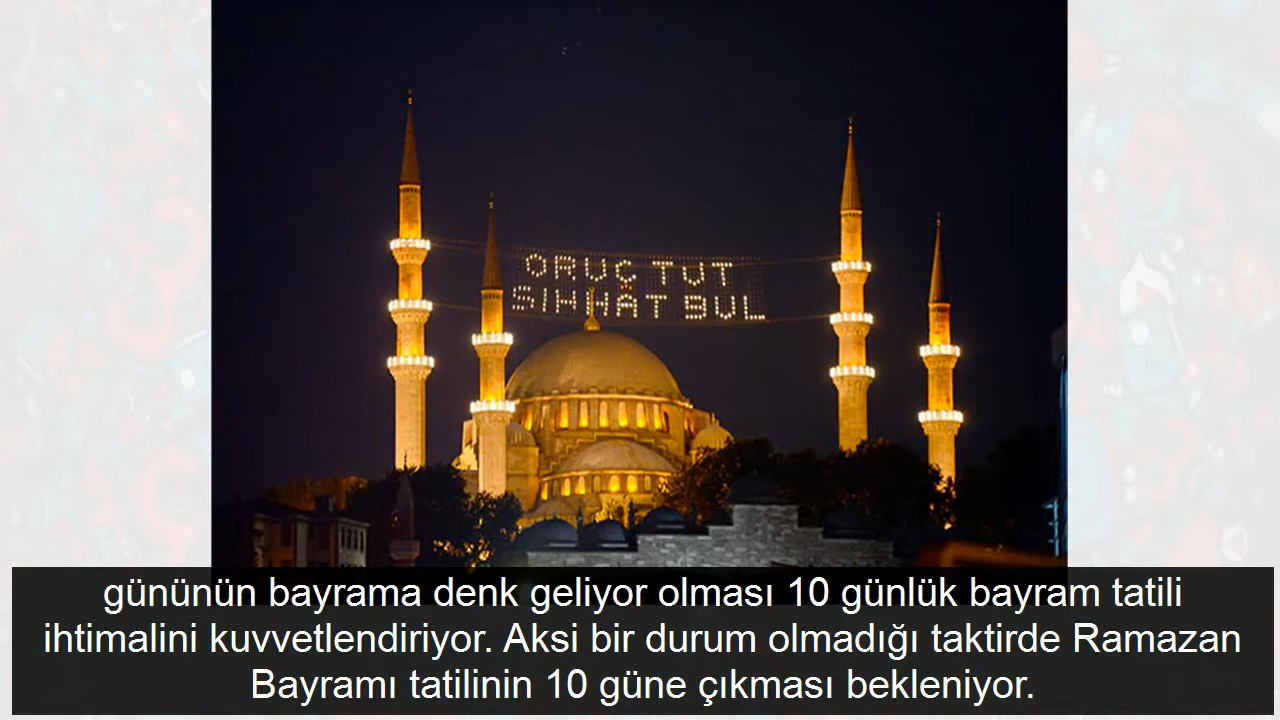 ORUÇ TUT
SIHHAT BUL
gününün bayrama denk geliyor olması 10 günlük bayram tatili
ihtimalini kuvvetlendiriyor. Aksi bir durum olmadığı taktirde Ramazan
Bayramı tatilinin 10 güne çıkması bekleniyor.